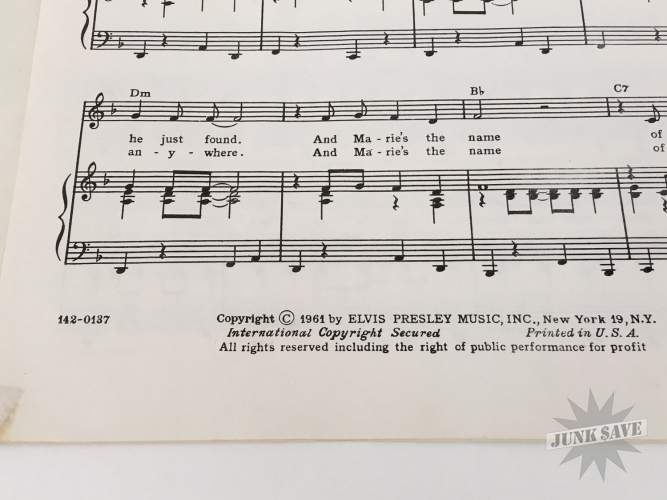 Dm B♭ C7
he just found. And Ma - rie's the name of
an - y - where. And Ma - rie's the name of
142-0137
Copyright © 1961 by ELVIS PRESLEY MUSIC, INC., New York 19, N.Y.
International Copyright Secured Printed in U. S. A.
All rights reserved including the right of public performance for profit
JUNK SAVE